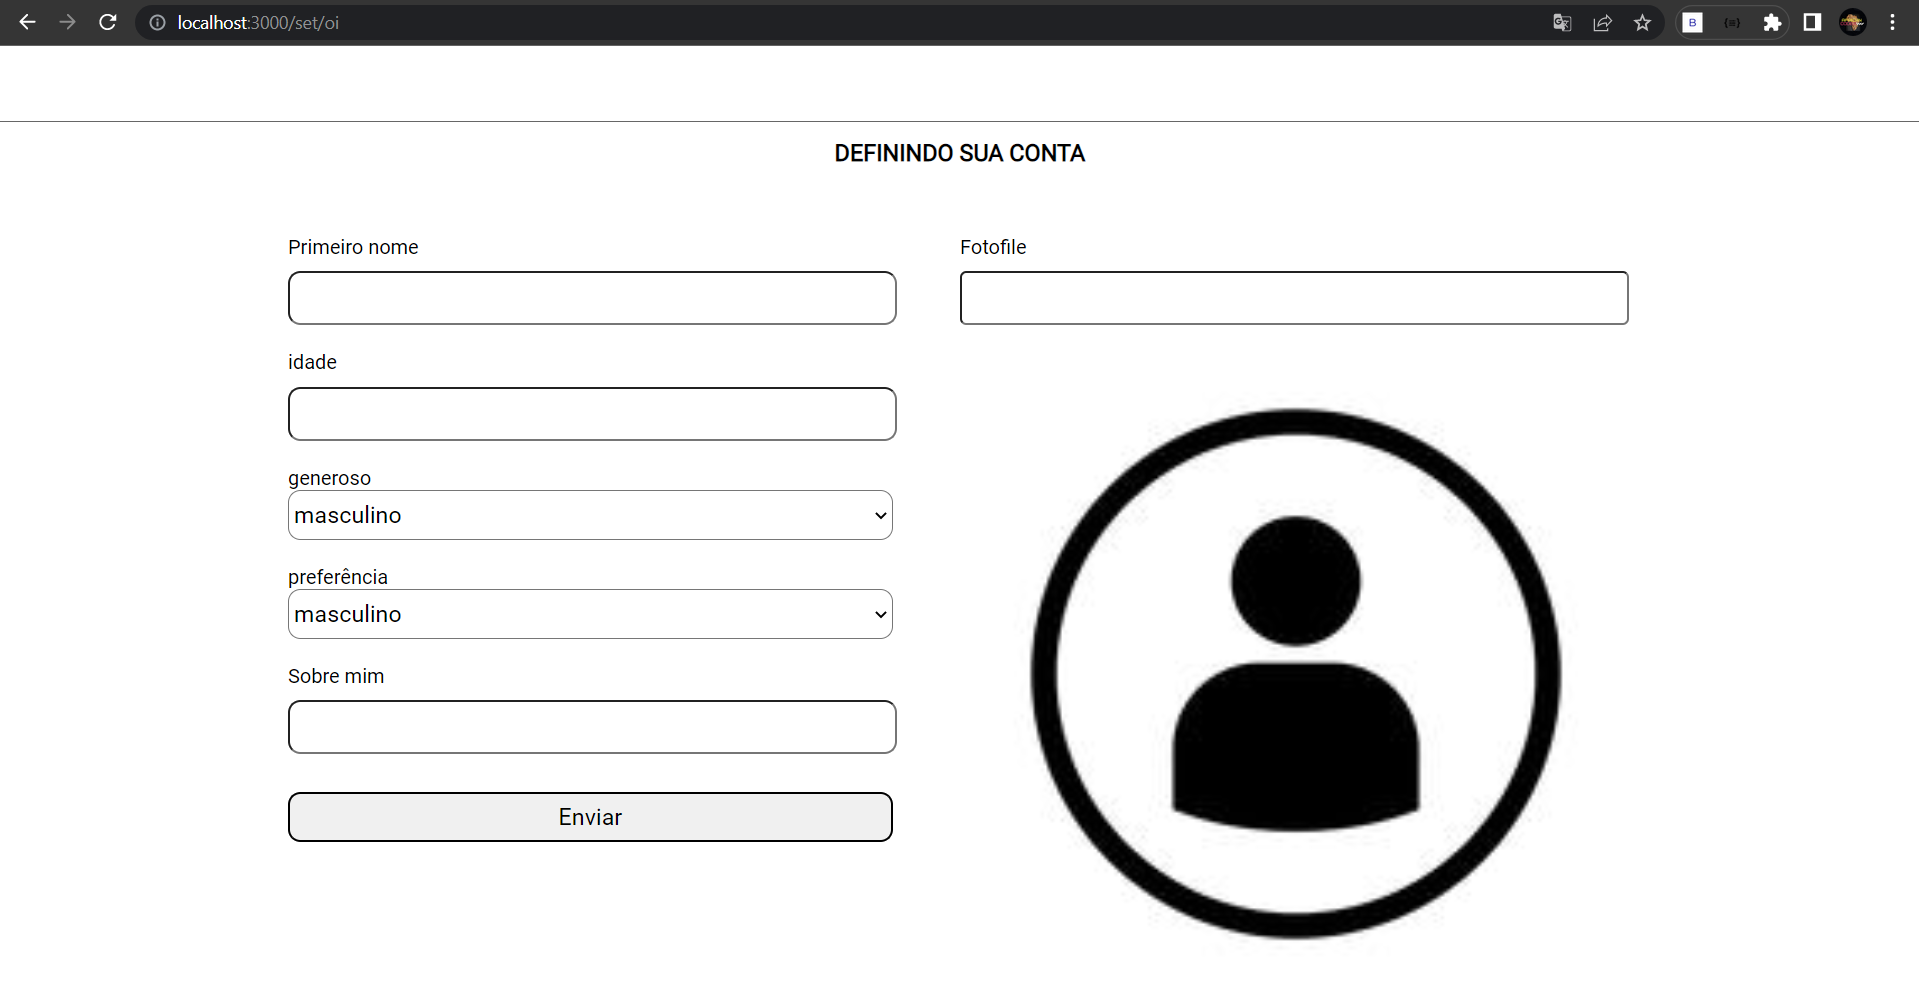 localhost:3000/set/oi
B
DEFININDO SUA CONTA
Primeiro nome
Fotofile
idade
generoso
masculino
preferência
masculino
Sobre mim
Enviar